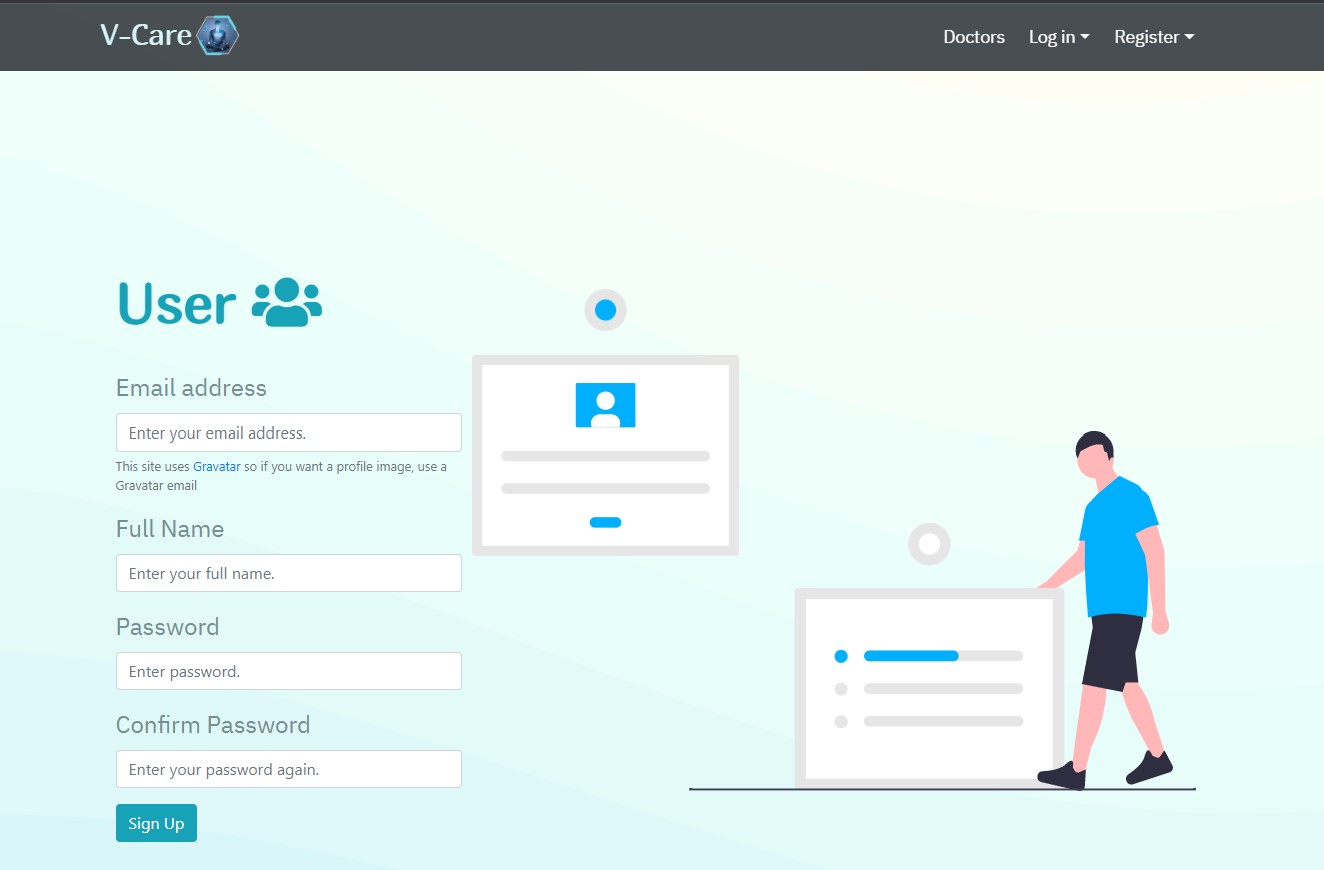 V-Care
Doctors
Log in
Register
User
Email address
Enter your email address.
This site uses Gravatar so if you want a profile image, use a
Gravatar email
Full Name
Enter your full name.
Password
Enter password.
Confirm Password
Enter your password again.
Sign Up